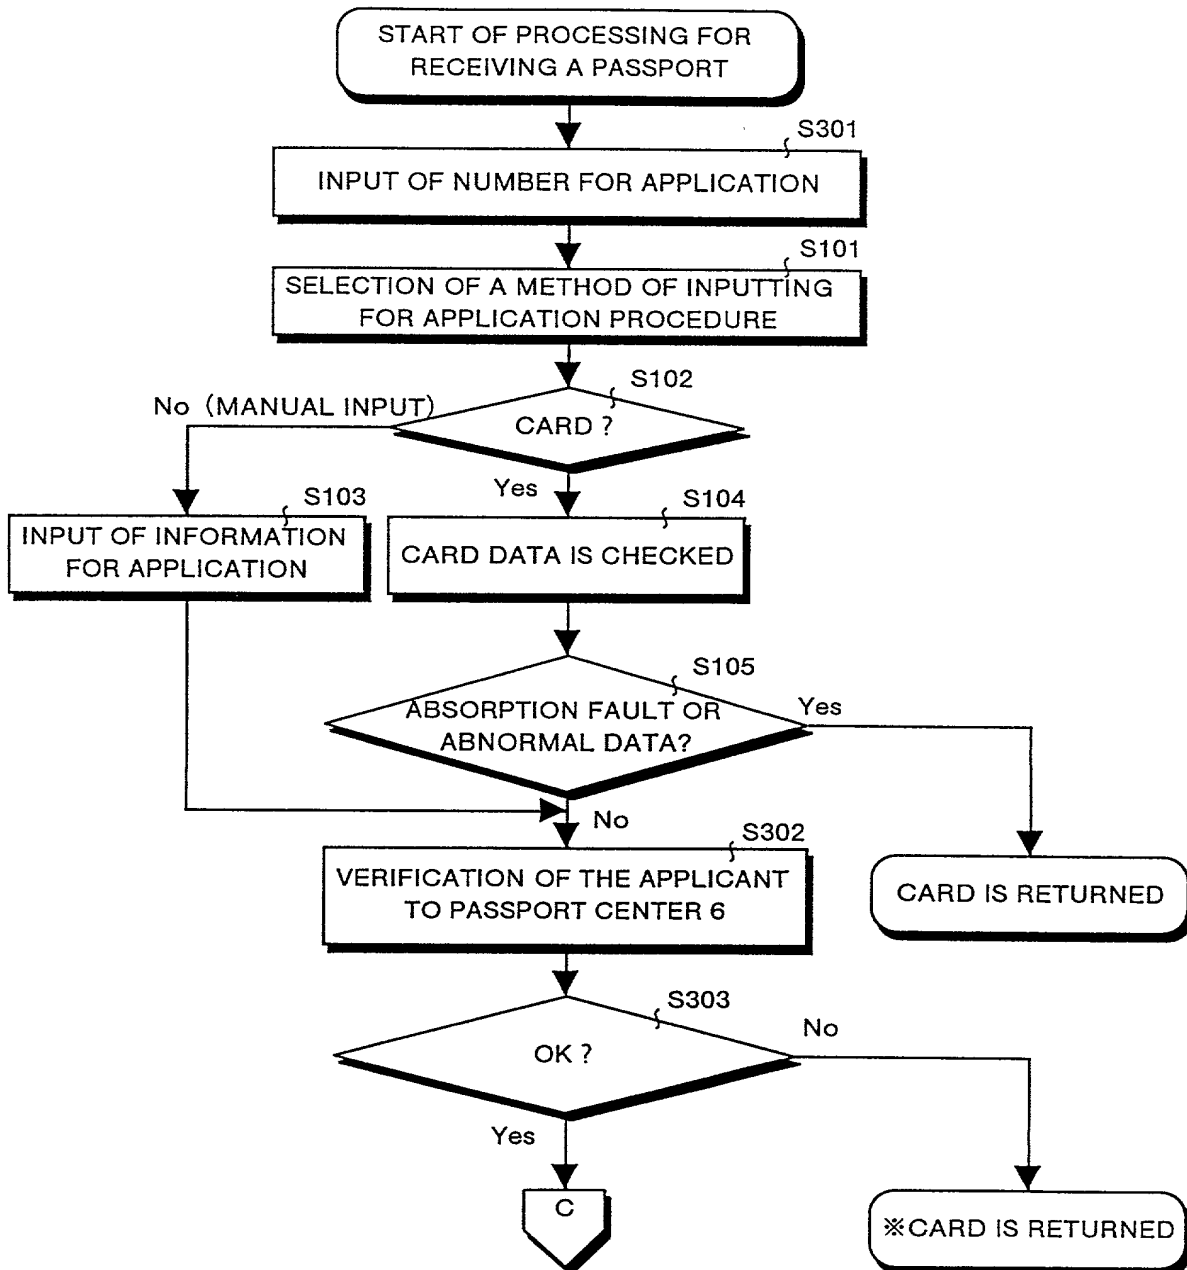 START OF PROCESSING FOR
RECEIVING A PASSPORT
S301
INPUT OF NUMBER FOR APPLICATION
S101
SELECTION OF A METHOD OF INPUTTING
FOR APPLICATION PROCEDURE
S102
No (MANUAL INPUT)
CARD ?
Yes
S103
S104
INPUT OF INFORMATION
FOR APPLICATION
CARD DATA IS CHECKED
S105
ABSORPTION FAULT OR
ABNORMAL DATA?
Yes
No
S302
VERIFICATION OF THE APPLICANT
TO PASSPORT CENTER 6
CARD IS RETURNED
S303
No
OK ?
Yes
C
※CARD IS RETURNED